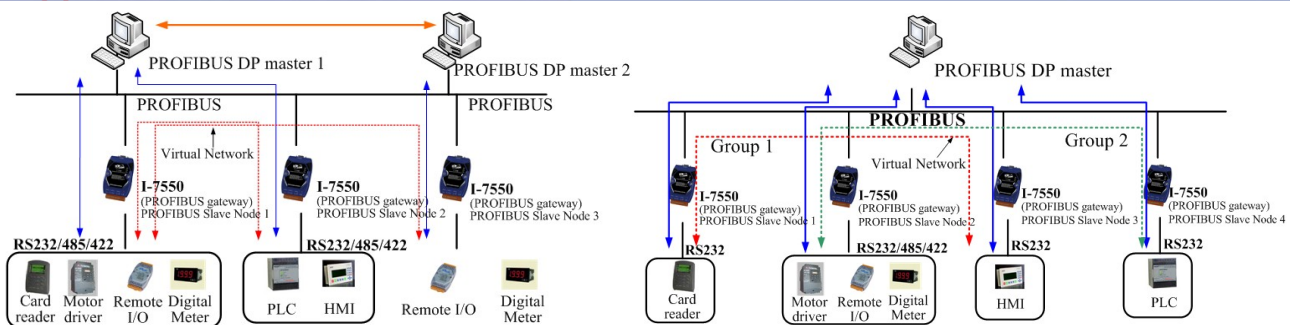 PROFIBUS DP master 1
PROFIBUS DP master 2
PROFIBUS
PROFIBUS
Virtual Network
I-7550
(PROFIBUS gateway)
PROFIBUS Slave Node 1
I-7550
(PROFIBUS gateway)
PROFIBUS Slave Node 2
I-7550
(PROFIBUS gateway)
PROFIBUS Slave Node 3
RS232/485/422
RS232/485/422
Card
reader
Motor
driver
Remote
I/O
Digital
Meter
PLC
HMI
Remote I/O
Digital
Meter
PROFIBUS DP master
PROFIBUS
Group 1
Virtual Network
Group 2
I-7550
(PROFIBUS gateway)
PROFIBUS Slave Node 1
I-7550
(PROFIBUS gateway)
PROFIBUS Slave Node 2
I-7550
(PROFIBUS gateway)
PROFIBUS Slave Node 3
I-7550
(PROFIBUS gateway)
PROFIBUS Slave Node 4
RS232
RS232/485/422
RS232
RS232
Card
reader
Motor
driver
Remote
I/O
Digital
Meter
HMI
PLC